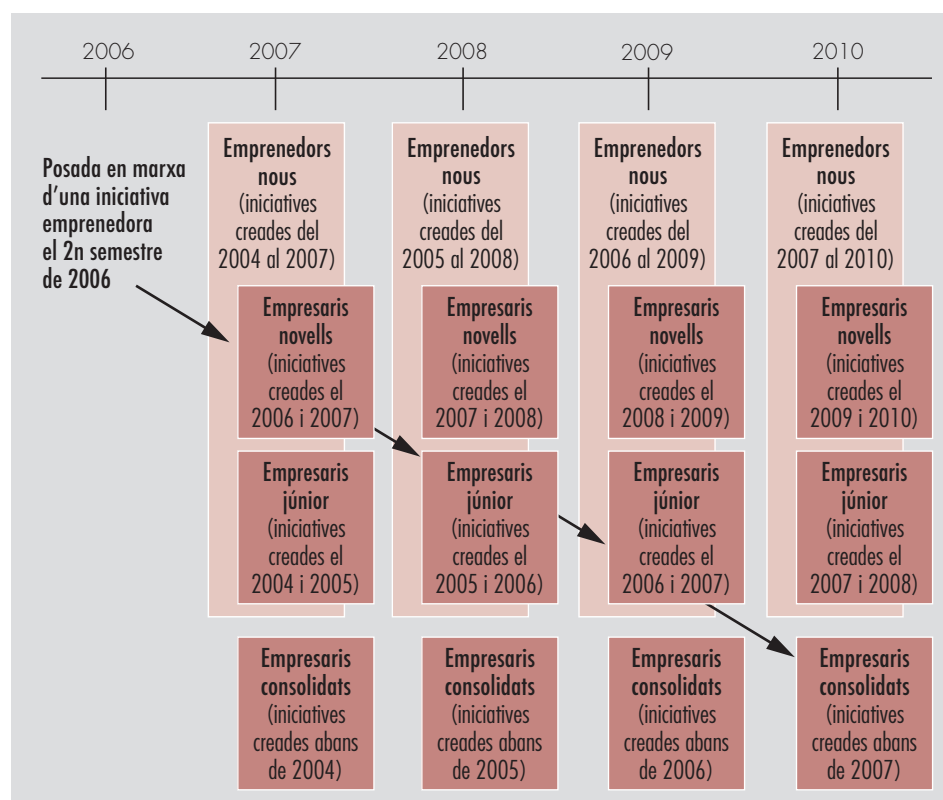 2006
2007
2008
2009
2010
Posada en marxa
d'una iniciativa
emprenedora
el 2n semestre
de 2006
Emprenedors
nous
(iniciatives
creades del
2004 al 2007)
Empresaris
novells
(iniciatives
creades el
2006 i 2007)
Empresaris
júnior
(iniciatives
creades el
2004 i 2005)
Empresaris
consolidats
(iniciatives
creades abans
de 2004)
Emprenedors
nous
(iniciatives
creades del
2005 al 2008)
Empresaris
novells
(iniciatives
creades el
2007 i 2008)
Empresaris
júnior
(iniciatives
creades el
2005 i 2006)
Empresaris
consolidats
(iniciatives
creades abans
de 2005)
Emprenedors
nous
(iniciatives
creades del
2006 al 2009)
Empresaris
novells
(iniciatives
creades el
2008 i 2009)
Empresaris
júnior
(iniciatives
creades el
2006 i 2007)
Empresaris
consolidats
(iniciatives
creades abans
de 2006)
Emprenedors
nous
(iniciatives
creades del
2007 al 2010)
Empresaris
novells
(iniciatives
creades el
2009 i 2010)
Empresaris
júnior
(iniciatives
creades el
2007 i 2008)
Empresaris
consolidats
(iniciatives
creades abans
de 2007)